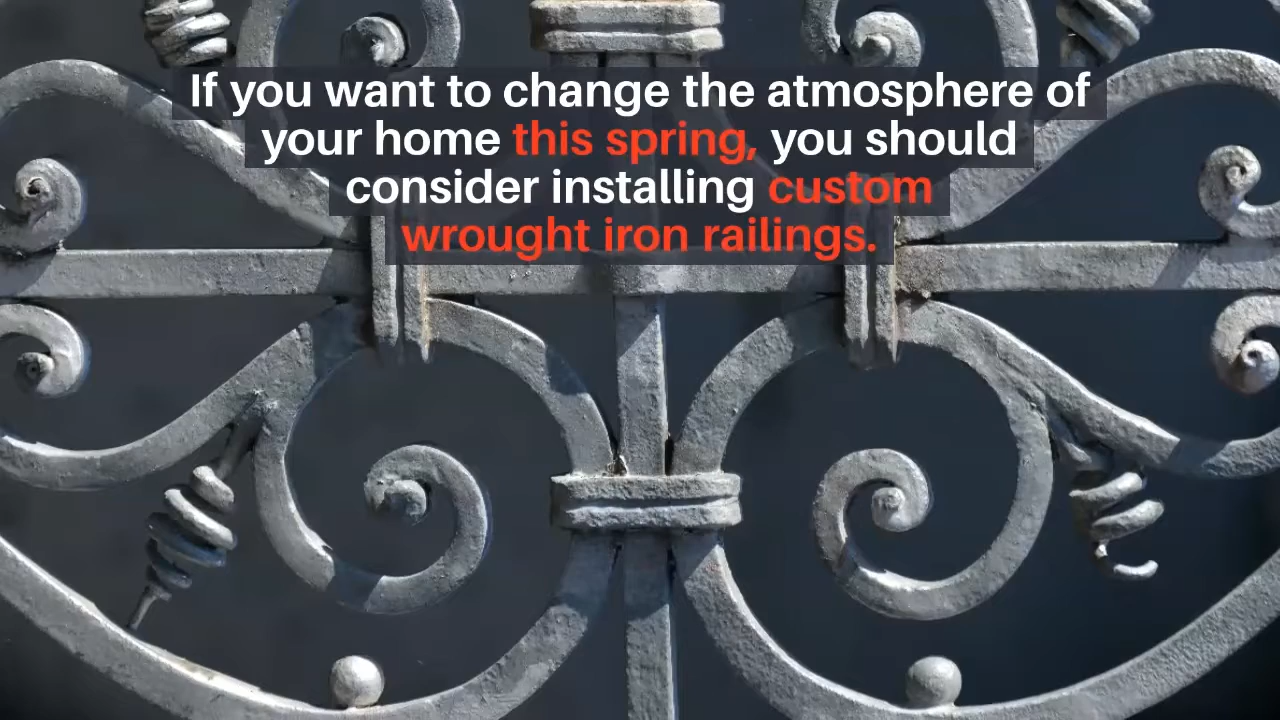 If you want to change the atmosphere of
your home this spring, you should
consider installing custom
wrought iron railings.